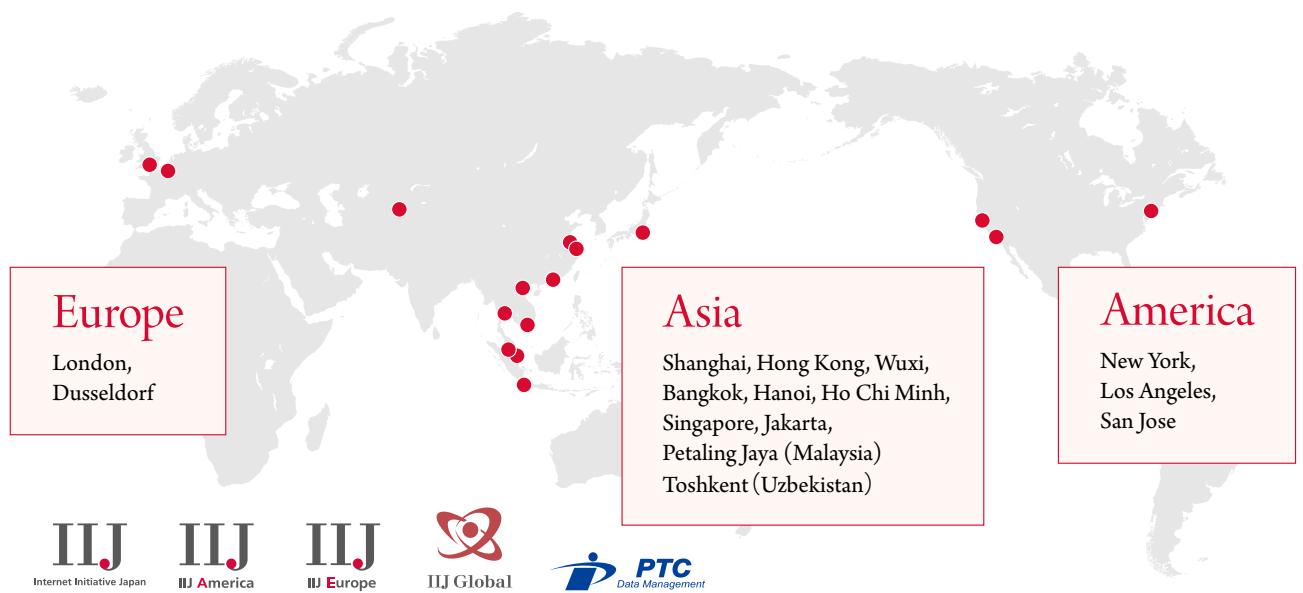 Europe
London,
Dusseldorf
Asia
Shanghai, Hong Kong, Wuxi,
Bangkok, Hanoi, Ho Chi Minh,
Singapore, Jakarta,
Petaling Jaya (Malaysia)
Toshkent (Uzbekistan)
America
New York,
Los Angeles,
San Jose
IIJ
Internet Initiative Japan
IIJ
IIJ America
IIJ
IIJ Europe
IIJ Global
PTC
Data Management